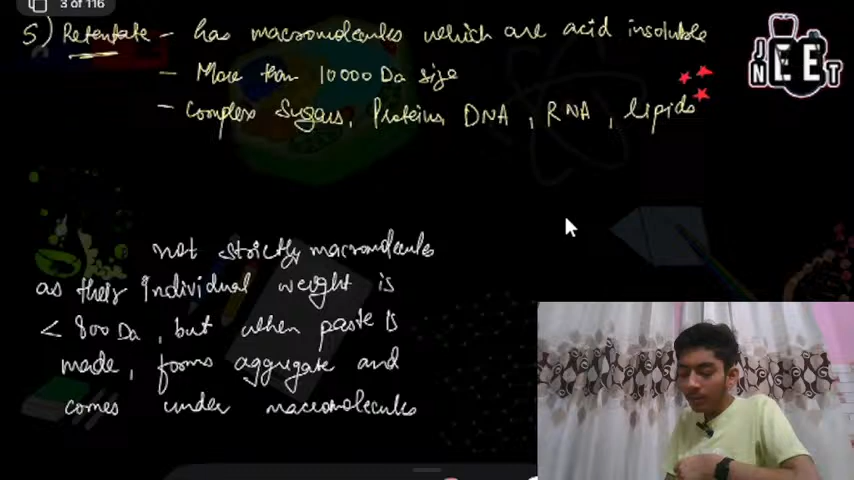 3 of 116
5) Retentate - has macromolecules which are acid insoluble
- More than 10000 Da size
- Complex Sugars, Proteins, DNA, RNA, lipids
JNEET
not strictly macromolecules
as their Individual weight is
< 800 Da, but when paste is
made, forms aggregate and
comes under macromolecules